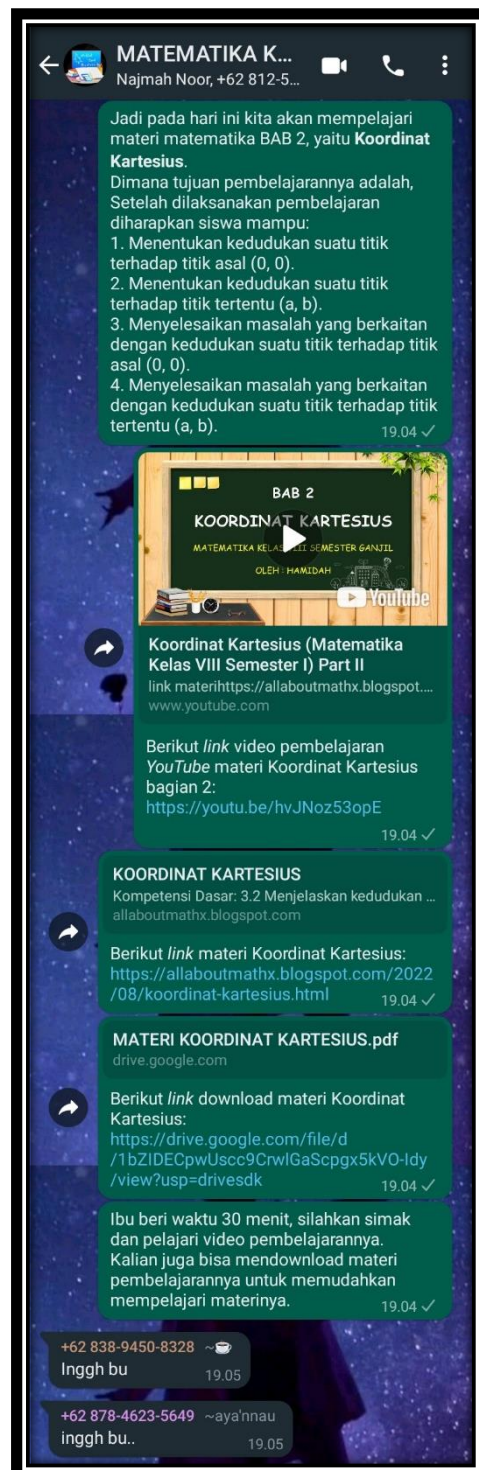 MATEMATIKA K...
Najmah Noor, +62 812-5...
Jadi pada hari ini kita akan mempelajari
materi matematika BAB 2, yaitu Koordinat
Kartesius.
Dimana tujuan pembelajarannya adalah,
Setelah dilaksanakan pembelajaran
diharapkan siswa mampu:
1. Menentukan kedudukan suatu titik
terhadap titik asal (0, 0).
2. Menentukan kedudukan suatu titik
terhadap titik tertentu (a, b).
3. Menyelesaikan masalah yang berkaitan
dengan kedudukan suatu titik terhadap titik
asal (0, 0).
4. Menyelesaikan masalah yang berkaitan
dengan kedudukan suatu titik terhadap titik
tertentu (a, b).
19.04
BAB 2
KOORDINAT KARTESIUS
MATEMATIKA KELAS VIII SEMESTER GANJIL
OLEH : HAMIDAH
YouTube
Koordinat Kartesius (Matematika
Kelas VIII Semester I) Part II
link materihttps://allaboutmathx.blogspot....
www.youtube.com
Berikut link video pembelajaran
YouTube materi Koordinat Kartesius
bagian 2:
https://youtu.be/hvJNoz53opE
19.04
KOORDINAT KARTESIUS
Kompetensi Dasar: 3.2 Menjelaskan kedudukan ...
allaboutmathx.blogspot.com
Berikut link materi Koordinat Kartesius:
https://allaboutmathx.blogspot.com/2022
/08/koordinat-kartesius.html 19.04
MATERI KOORDINAT KARTESIUS.pdf
drive.google.com
Berikut link download materi Koordinat
Kartesius:
https://drive.google.com/file/d
/1bZIDECpwUscc9CrwlGaScpgx5kVO-Idy
/view?usp=drivesdk 19.04
Ibu beri waktu 30 menit, silahkan simak
dan pelajari video pembelajarannya.
Kalian juga bisa mendownload materi
pembelajarannya untuk memudahkan
mempelajari materinya. 19.04
+62 838-9450-8328 ~☕
Inggh bu 19.05
+62 878-4623-5649 ~aya'nnau
inggh bu.. 19.05